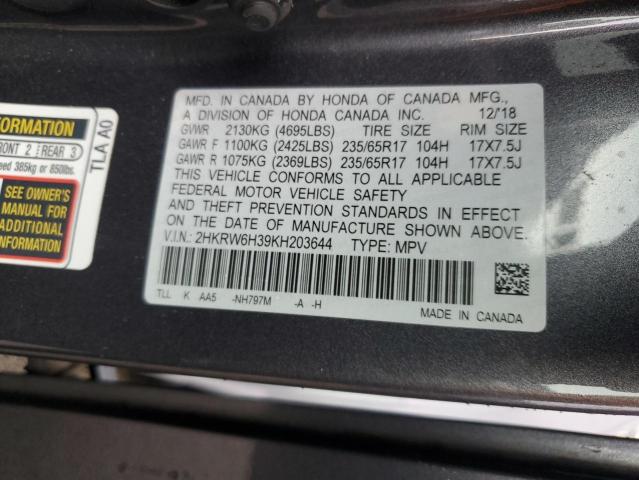 MFD. IN CANADA BY HONDA OF CANADA MFG.,
A DIVISION OF HONDA CANADA INC. 12/18
GVWR 2130KG (4695LBS) TIRE SIZE RIM SIZE
GAWR F 1100KG (2425LBS) 235/65R17 104H 17X7.5J
GAWR R 1075KG (2369LBS) 235/65R17 104H 17X7.5J
THIS VEHICLE CONFORMS TO ALL APPLICABLE
FEDERAL MOTOR VEHICLE SAFETY
AND THEFT PREVENTION STANDARDS IN EFFECT
ON THE DATE OF MANUFACTURE SHOWN ABOVE.
V.I.N.: 2HKRW6H39KH203644 TYPE: MPV
TLL K AA5 -NH797M -A -H
MADE IN CANADA
ORMATION
RONT 2 REAR 3
eed 385kg or 850lbs.
SEE OWNER'S
MANUAL FOR
ADDITIONAL
INFORMATION
TLA A0